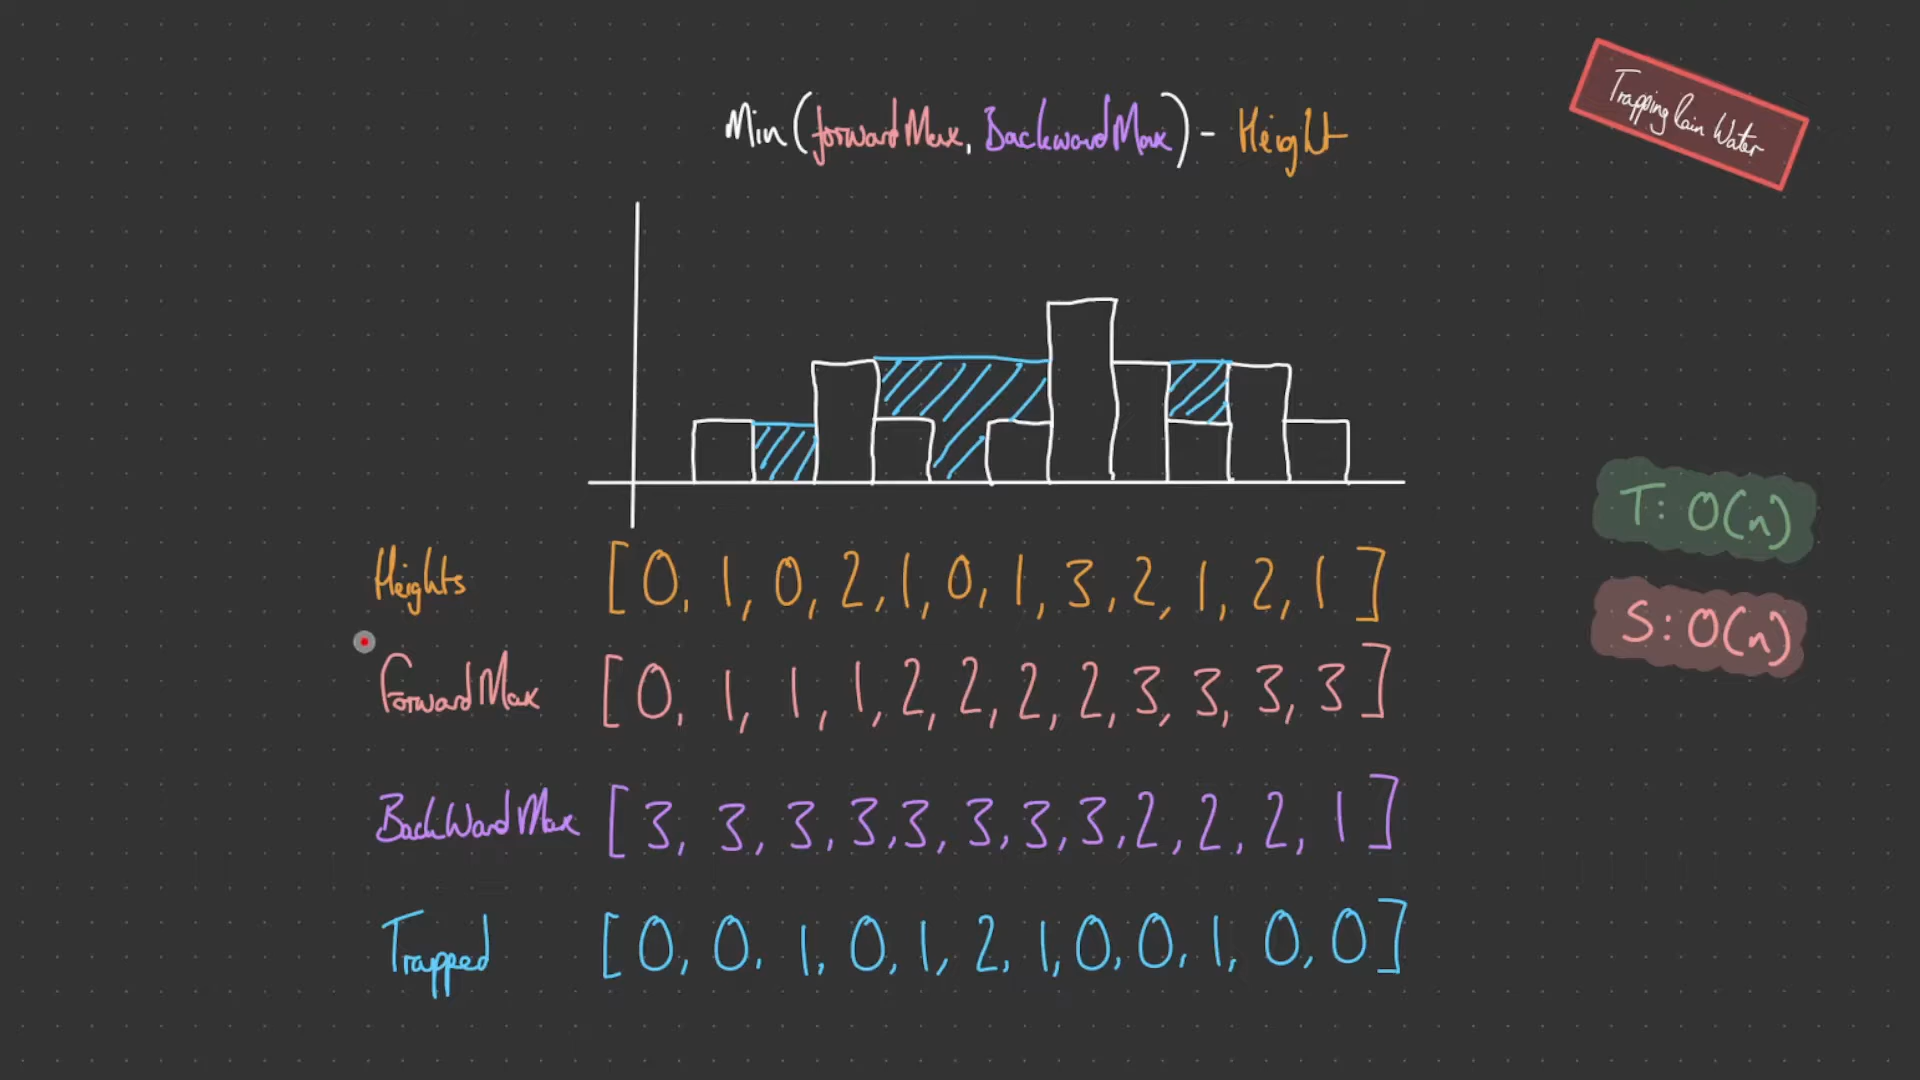 Trapping Rain Water
Min(forwardMax, BackwardMax) - Height
Heights [0, 1, 0, 2, 1, 0, 1, 3, 2, 1, 2, 1]
T: O(n)
S: O(n)
ForwardMax [0, 1, 1, 1, 2, 2, 2, 2, 3, 3, 3, 3]
BackWardMax [3, 3, 3, 3, 3, 3, 3, 3, 2, 2, 2, 1]
Trapped [0, 0, 1, 0, 1, 2, 1, 0, 0, 1, 0, 0]